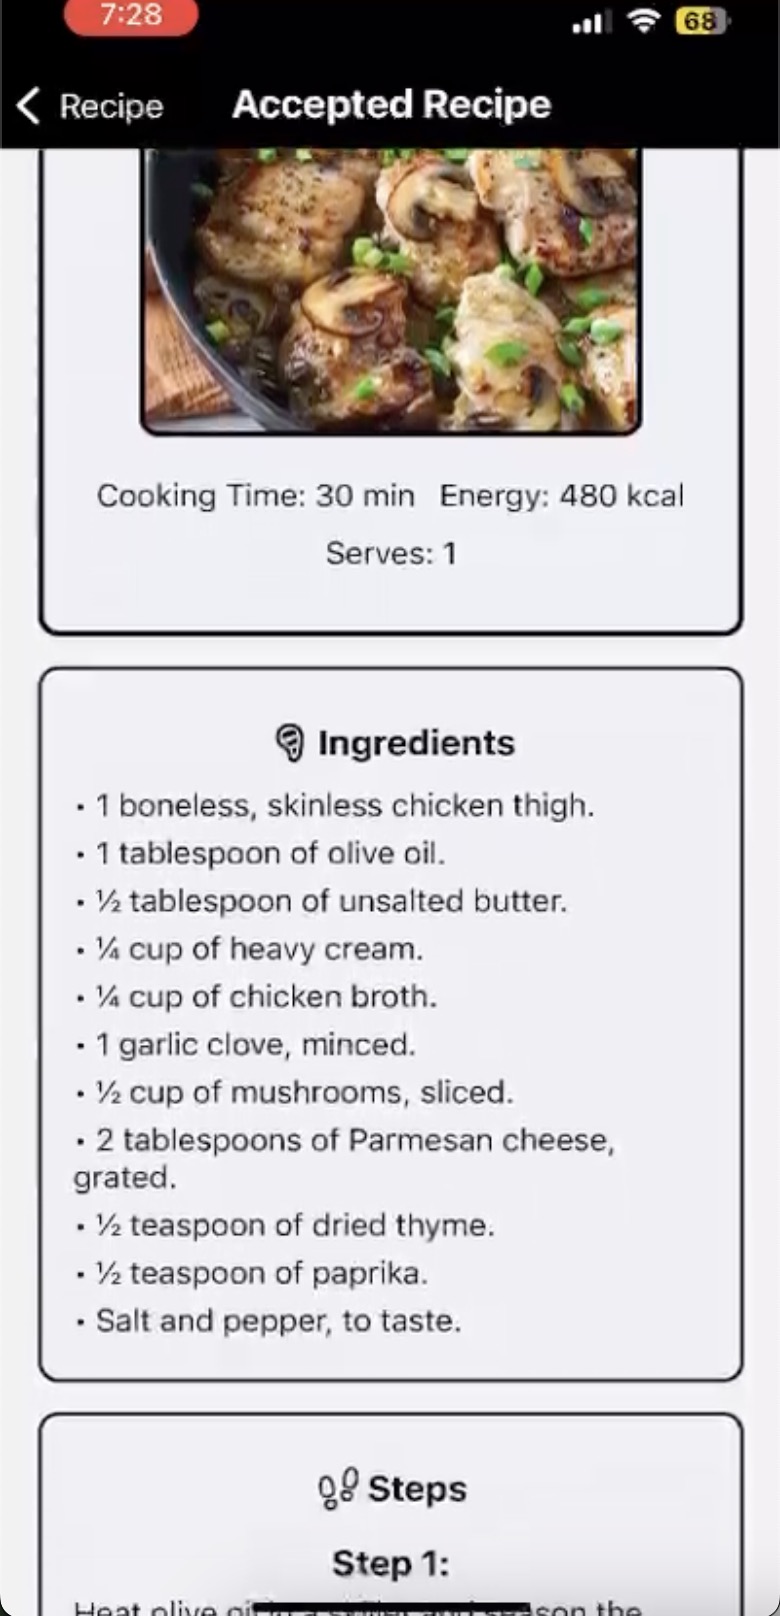 7:28
68
Recipe
Accepted Recipe
Cooking Time: 30 min Energy: 480 kcal
Serves: 1
Ingredients
• 1 boneless, skinless chicken thigh.
• 1 tablespoon of olive oil.
• ½ tablespoon of unsalted butter.
• ¼ cup of heavy cream.
• ¼ cup of chicken broth.
• 1 garlic clove, minced.
• ½ cup of mushrooms, sliced.
• 2 tablespoons of Parmesan cheese,
grated.
• ½ teaspoon of dried thyme.
• ½ teaspoon of paprika.
• Salt and pepper, to taste.
Steps
Step 1:
Heat olive oil in a skillet and season the